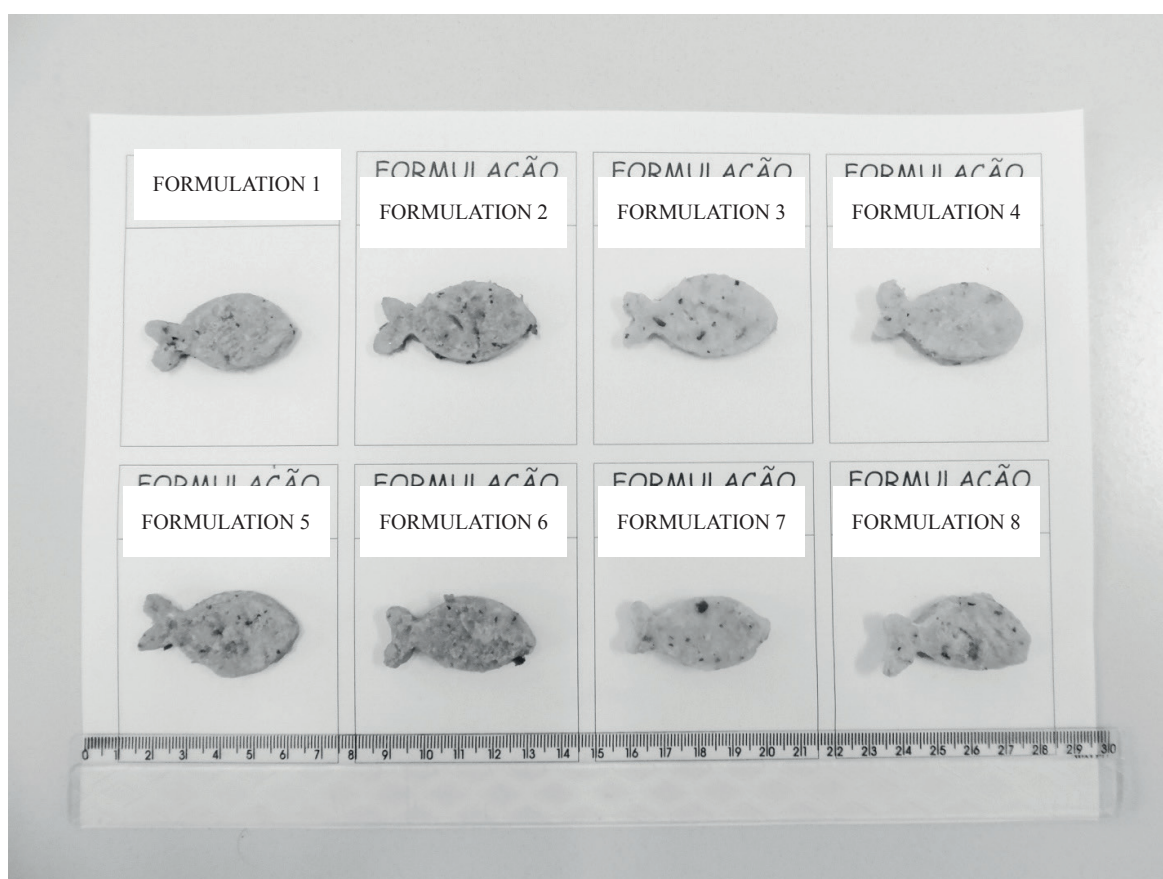 FORMULATION 1
FORMULAÇÃO
FORMULATION 2
FORMULAÇÃO
FORMULATION 3
FORMULAÇÃO
FORMULATION 4
FORMULAÇÃO
FORMULATION 5
FORMULAÇÃO
FORMULATION 6
FORMULAÇÃO
FORMULATION 7
FORMULAÇÃO
FORMULATION 8
0 1 2 3 4 5 6 7 8 9 10 11 12 13 14 15 16 17 18 19 20 21 22 23 24 25 26 27 28 29 30